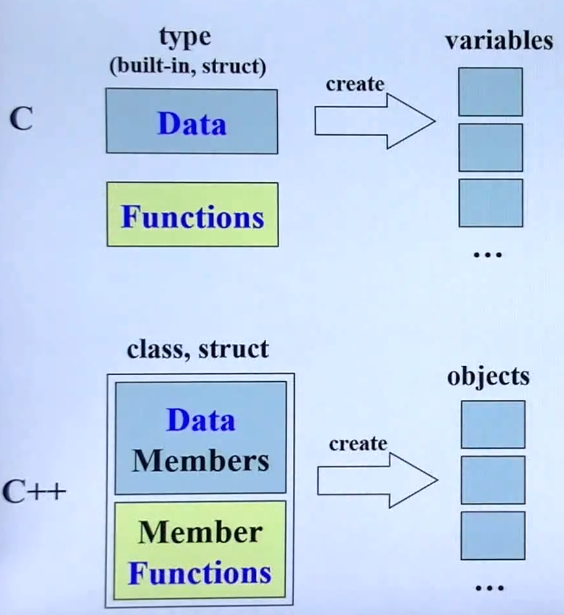 type
(built-in, struct)
variables
C
Data
create
Functions
...
class, struct
objects
C++
Data
Members
create
Member
Functions
...